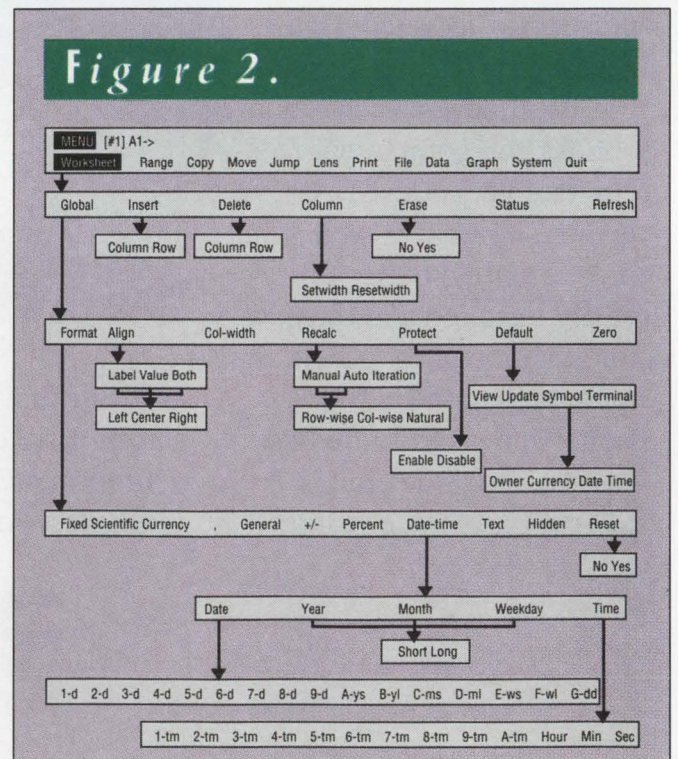 Figure 2.
MENU [#1] A1->
Worksheet Range Copy Move Jump Lens Print File Data Graph System Quit
Global Insert Delete Column Erase Status Refresh
Column Row Column Row No Yes
Setwidth Resetwidth
Format Align Col-width Recalc Protect Default Zero
Label Value Both Manual Auto Iteration
View Update Symbol Terminal
Left Center Right Row-wise Col-wise Natural
Enable Disable
Owner Currency Date Time
Fixed Scientific Currency , General +/- Percent Date-time Text Hidden Reset
No Yes
Date Year Month Weekday Time
Short Long
1-d 2-d 3-d 4-d 5-d 6-d 7-d 8-d 9-d A-ys B-yl C-ms D-ml E-ws F-wl G-dd
1-tm 2-tm 3-tm 4-tm 5-tm 6-tm 7-tm 8-tm 9-tm A-tm Hour Min Sec